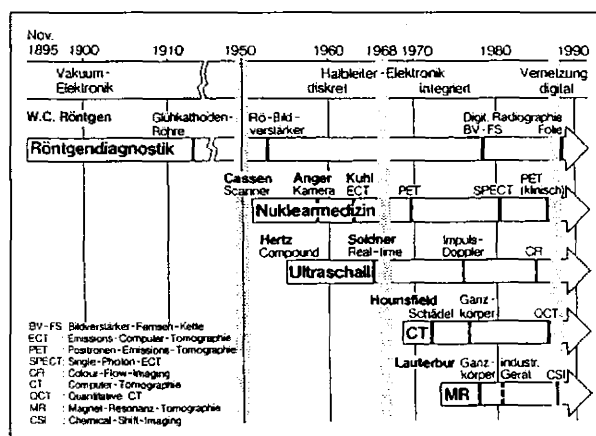 Nov.
1895 1900 1910 1950 1960 1968 1970 1980 1990
Vakuum- Halbleiter-Elektronik Vernetzung
Elektronik diskret integriert digital
W.C. Röntgen Glühkathoden- Rö-Bild- Digit. Radiographie
Röhre verstärker BV-FS Folie
Röntgendiagnostik
Cassen Anger Kuhl PET
Scanner Kamera ECT PET SPECT (klinisch)
Nuklearmedizin
Hertz Soldner Impuls-
Compound Real-time Doppler CFI
Ultraschall
Hounsfield Ganz-
Schädel körper QCT
CT
Lauterbur Ganz- industr.
körper Gerät CSI
MR
BV-FS : Bildverstärker-Fernseh-Kette
ECT : Emissions-Computer-Tomographie
PET : Positronen-Emissions-Tomographie
SPECT : Single-Photon-ECT
CFI : Colour-Flow-Imaging
CT : Computer-Tomographie
QCT : Quantitative CT
MR : Magnet-Resonanz-Tomographie
CSI : Chemical-Shift-Imaging